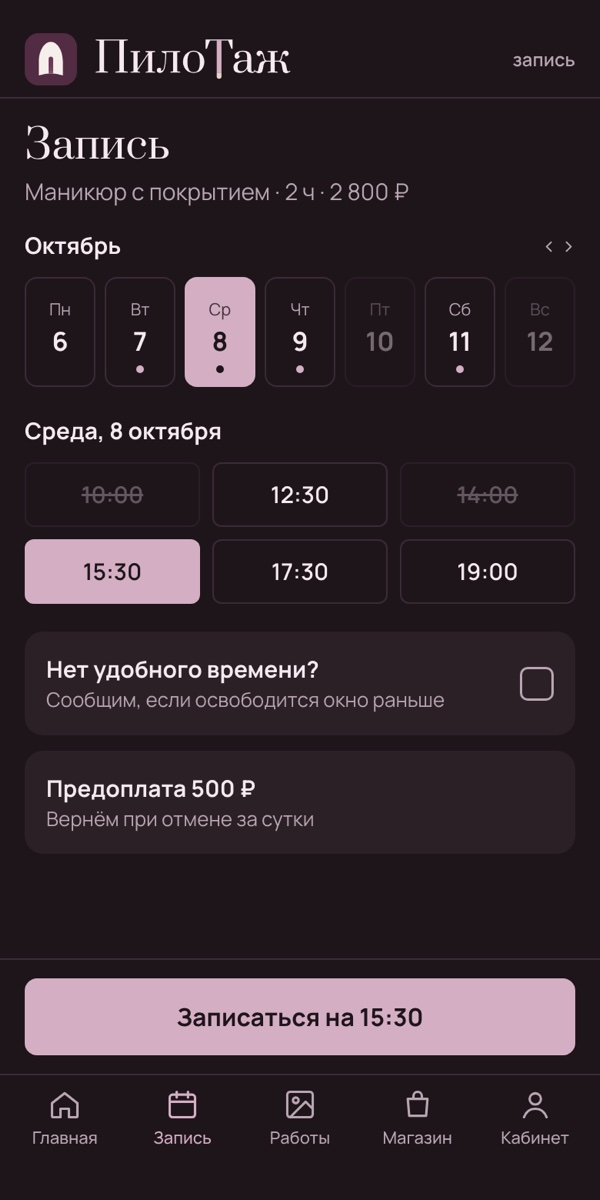 ПилоТаж
запись
Запись
Маникюр с покрытием · 2 ч · 2 800 ₽
Октябрь
Пн Вт Ср Чт Пт Сб Вс
6 7 8 9 10 11 12
Среда, 8 октября
10:00 12:30 14:00
15:30 17:30 19:00
Нет удобного времени?
Сообщим, если освободится окно раньше
Предоплата 500 ₽
Вернём при отмене за сутки
Записаться на 15:30
Главная Запись Работы Магазин Кабинет